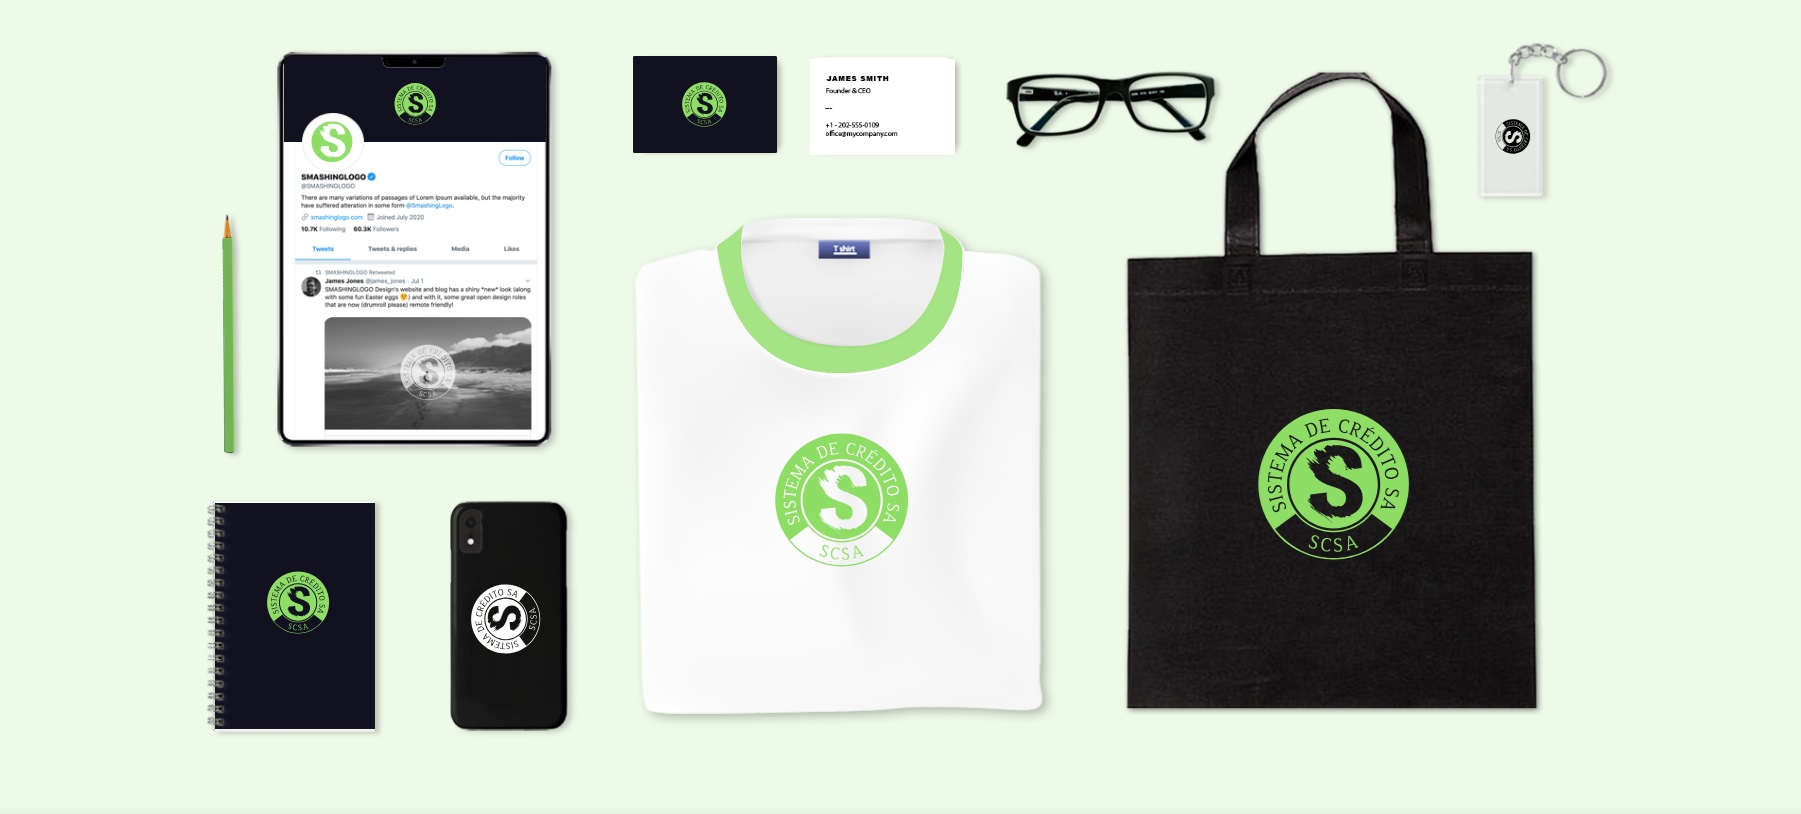 SISTEMA DE CRÉDITO SA
SCSA
S
S
Follow
SMASHINGLOGO
@SMASHINGLOGO
There are many variations of passages of Lorem Ipsum available, but the majority
have suffered alteration in some form @SmashingLogo.
smashinglogo.com Joined July 2020
10.7K Following 60.3K Followers
Tweets Tweets & replies Media Likes
SMASHINGLOGO Retweeted
James Jones @james_jones · Jul 1
SMASHINGLOGO Design's website and blog has a shiny *new* look (along
with some fun Easter eggs 😲) and with it, some great open design roles
that are now (drumroll please) remote friendly!
SISTEMA DE CRÉDITO SA
S
SCSA
SISTEMA DE CRÉDITO SA
S
SCSA
JAMES SMITH
Founder & CEO
---
+1 - 202-555-0109
office@mycompany.com
SISTEMA DE CRÉDITO SA
S
SCSA
T shirt
SISTEMA DE CRÉDITO SA
S
SCSA
SISTEMA DE CRÉDITO SA
S
SCSA
SISTEMA DE CRÉDITO SA
S
SCSA
SISTEMA DE CRÉDITO SA
S
SCSA